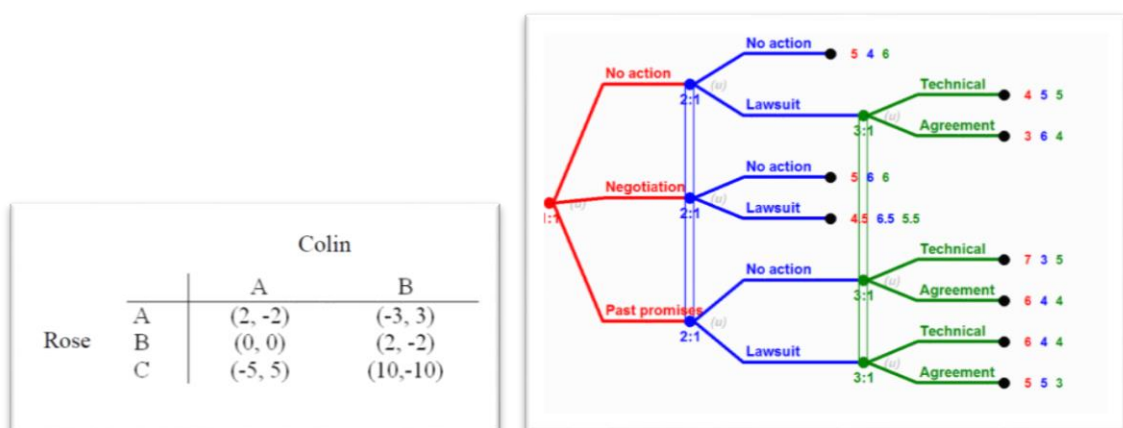 Colin
A B
A (2, -2) (-3, 3)
Rose B (0, 0) (2, -2)
C (-5, 5) (10,-10)
No action 5 4 6
No action (u)
2:1
Lawsuit
Technical 4 5 5
3:1 (u)
Agreement 3 6 4
No action 5 6 6
Negotiation (u)
2:1
Lawsuit 4.5 6.5 5.5
1:1 (u)
Technical 7 3 5
No action (u)
3:1
Agreement 6 4 4
Past promises (u)
2:1
Technical 6 4 4
Lawsuit (u)
3:1
Agreement 5 5 3